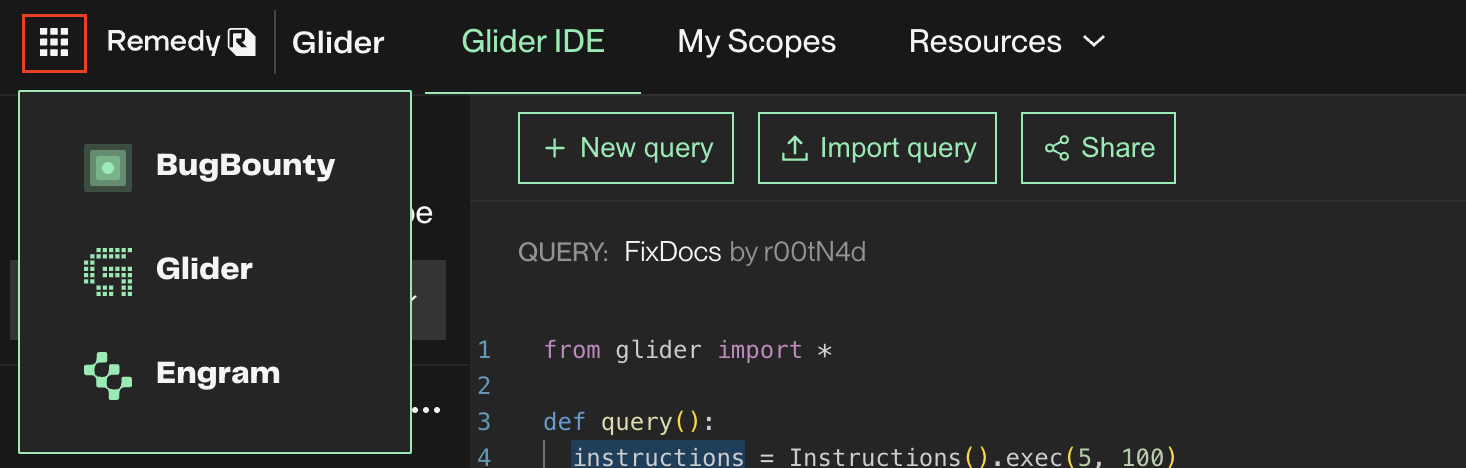 Remedy Glider Glider IDE My Scopes Resources
BugBounty
Glider
Engram
New query Import query Share
QUERY: FixDocs by r00tN4d
1 from glider import *
2
3 def query():
4 instructions = Instructions().exec(5, 100)